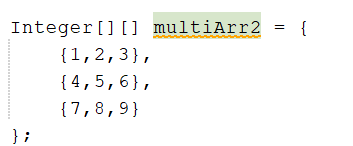 Integer[][] multiArr2 = {
{1,2,3},
{4,5,6},
{7,8,9}
};